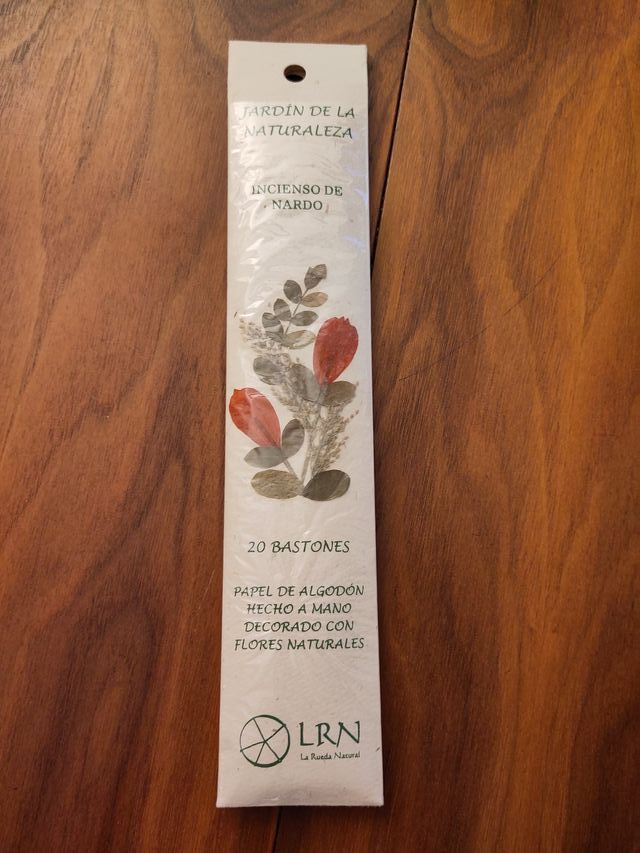 JARDÍN DE LA
NATURALEZA
INCIENSO DE
NARDO
20 BASTONES
PAPEL DE ALGODÓN
HECHO A MANO
DECORADO CON
FLORES NATURALES
LRN
La Rueda Natural